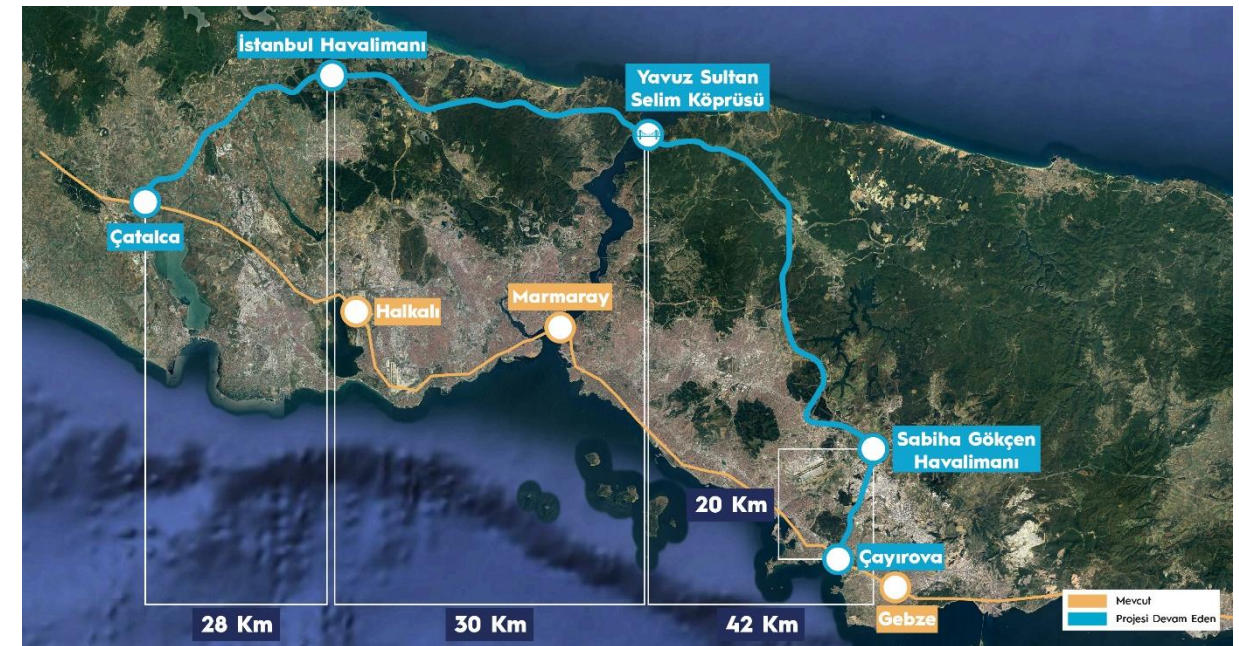 İstanbul Havalimanı
Yavuz Sultan
Selim Köprüsü
Çatalca
Halkalı
Marmaray
Sabiha Gökçen
Havalimanı
20 Km
Çayırova
Gebze
28 Km
30 Km
42 Km
Mevcut
Projesi Devam Eden